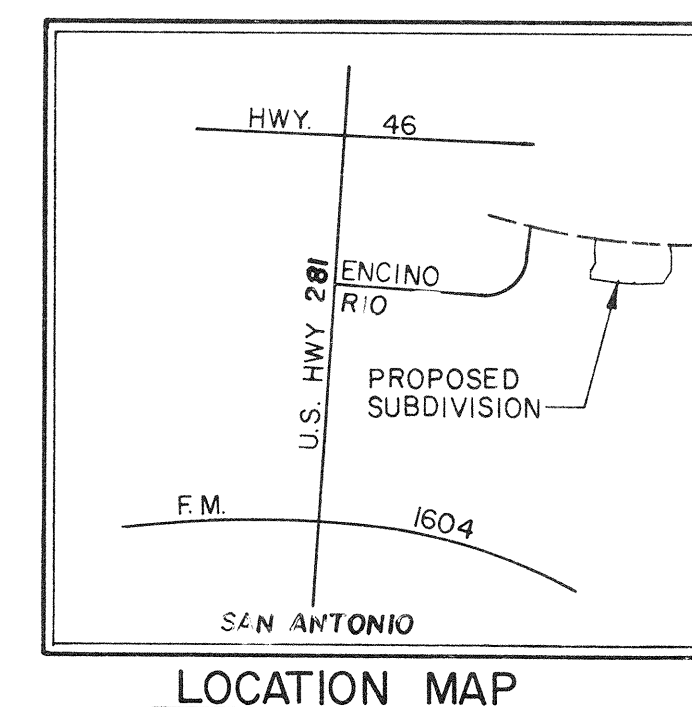 HWY. 46
ENCINO
RIO
U.S. HWY 281
PROPOSED
SUBDIVISION
F.M. 1604
SAN ANTONIO
LOCATION MAP